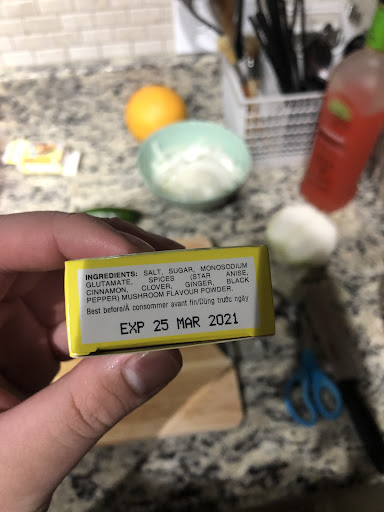 INGREDIENTS: SALT, SUGAR, MONOSODIUM
GLUTAMATE, SPICES (STAR ANISE,
CINNAMON, CLOVER, GINGER, BLACK
PEPPER) MUSHROOM FLAVOUR POWDER.
Best before/À consommer avant fin/Dùng trước ngày
EXP 25 MAR 2021